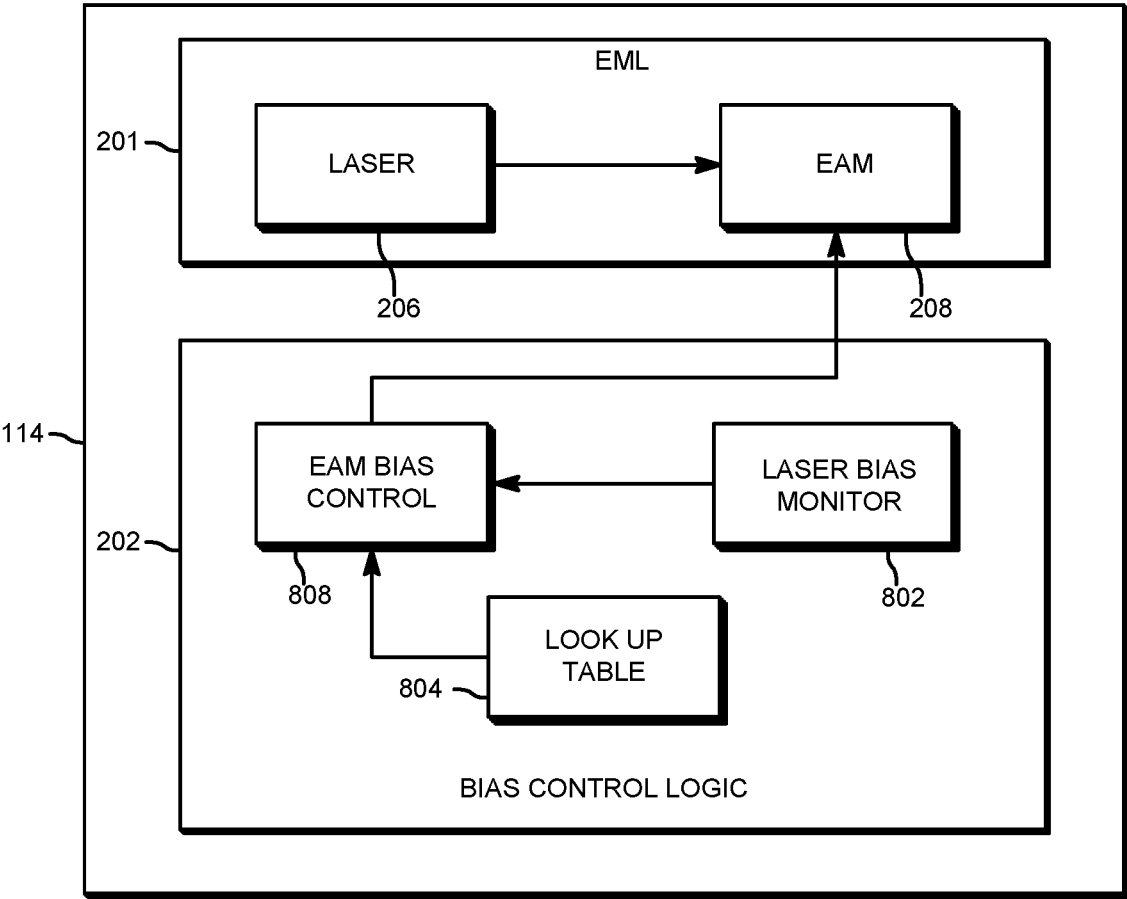 EML
201
LASER
EAM
206
208
114
EAM BIAS
CONTROL
LASER BIAS
MONITOR
202
808
802
LOOK UP
TABLE
804
BIAS CONTROL LOGIC